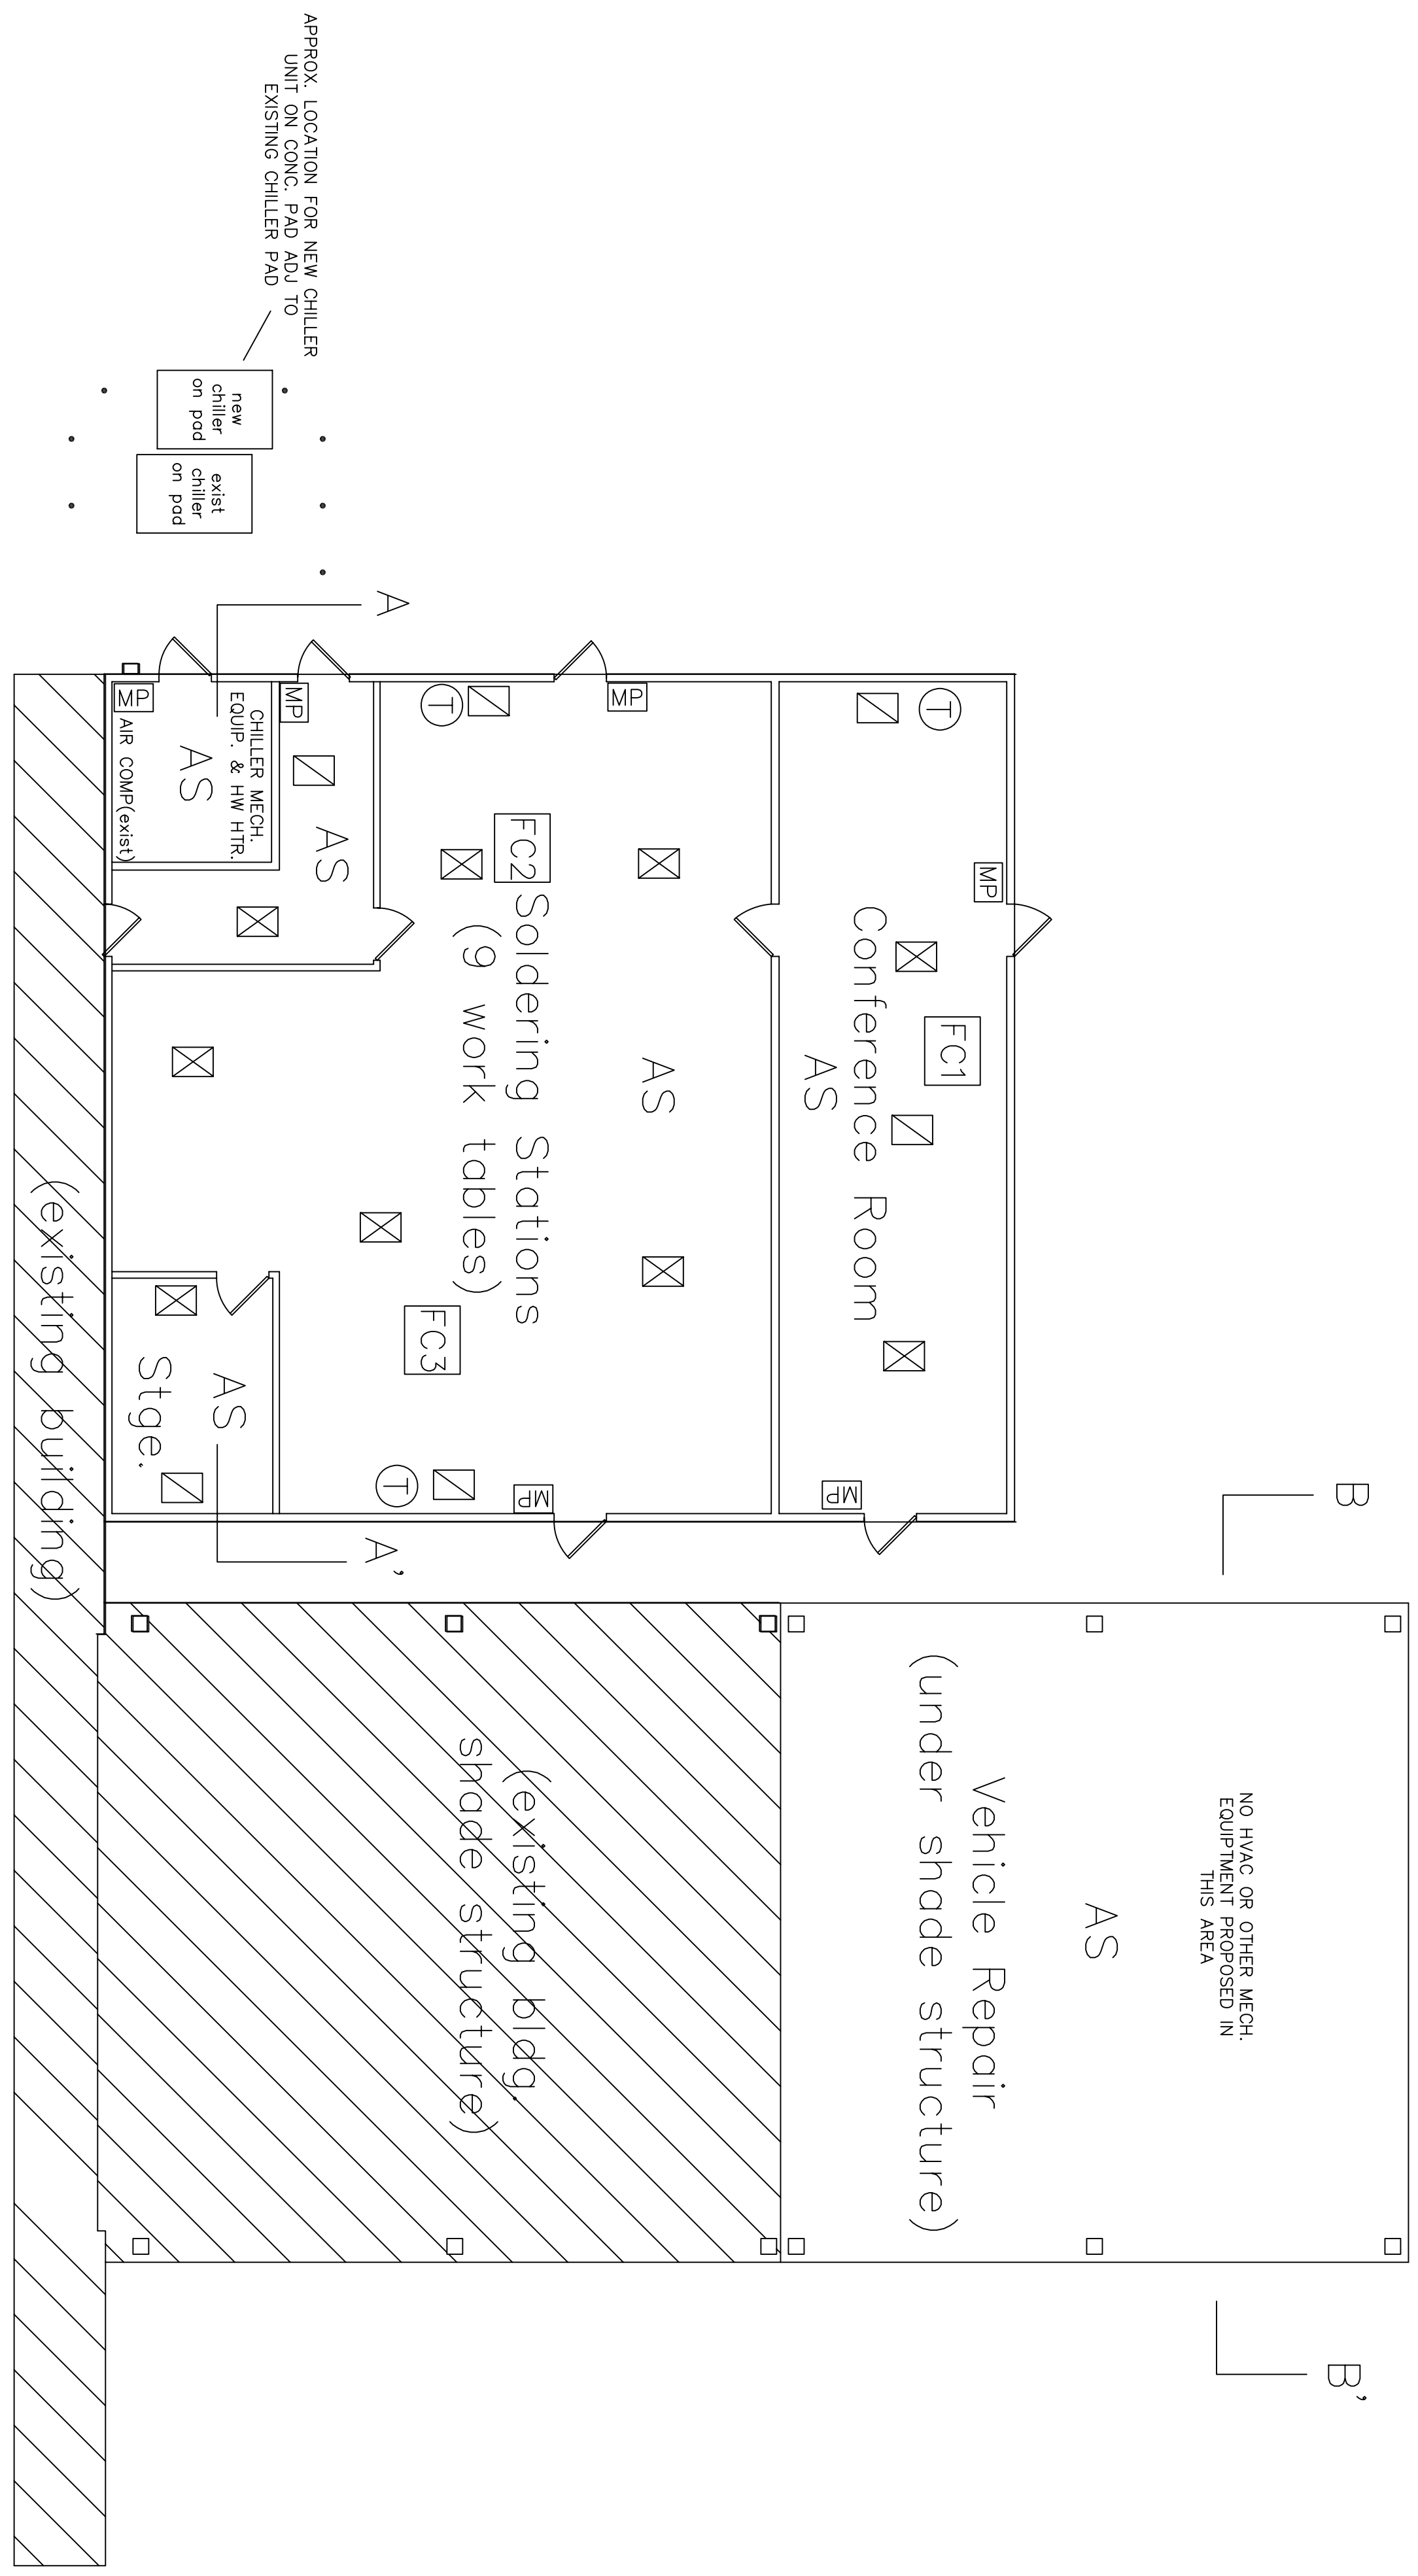 B
B'
NO HVAC OR OTHER MECH.
EQUIPTMENT PROPOSED IN
THIS AREA
AS
Vehicle Repair
(under shade structure)
MP
T
FC1
Conference Room
MP
AS
AS
MP
FC2
Soldering Stations
(9 work tables)
MP
T
FC3
T
(existing bldg.
shade structure)
A
A'
APPROX. LOCATION FOR NEW CHILLER
UNIT ON CONC. PAD ADJ TO
EXISTING CHILLER PAD
new
chiller
on pad
exist
chiller
on pad
MP
AS
CHILLER MECH.
EQUIP. & HW HTR.
AS
MP
AIR COMP(exist)
AS
Stge.
(existing building)